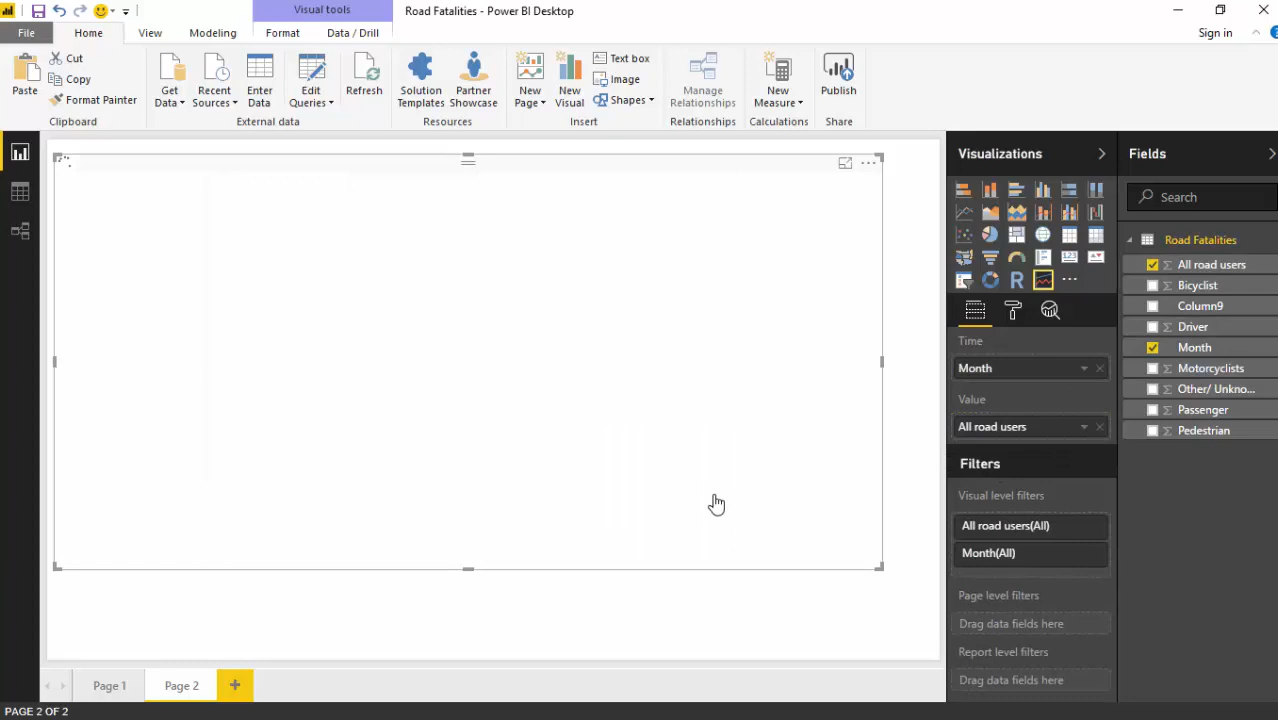 Visual tools
Road Fatalities - Power BI Desktop
File
Home
View
Modeling
Format
Data / Drill
Sign in
Paste
Cut
Copy
Format Painter
Clipboard
Get Data
Recent Sources
Enter Data
Edit Queries
Refresh
External data
Solution Templates
Partner Showcase
Resources
New Page
New Visual
Text box
Image
Shapes
Insert
Manage Relationships
Relationships
New Measure
Calculations
Publish
Share
Visualizations
R
Time
Month
Value
All road users
Filters
Visual level filters
All road users(All)
Month(All)
Page level filters
Drag data fields here
Report level filters
Drag data fields here
Fields
Search
Road Fatalities
All road users
Bicyclist
Column9
Driver
Month
Motorcyclists
Other/ Unkno...
Passenger
Pedestrian
Page 1
Page 2
PAGE 2 OF 2